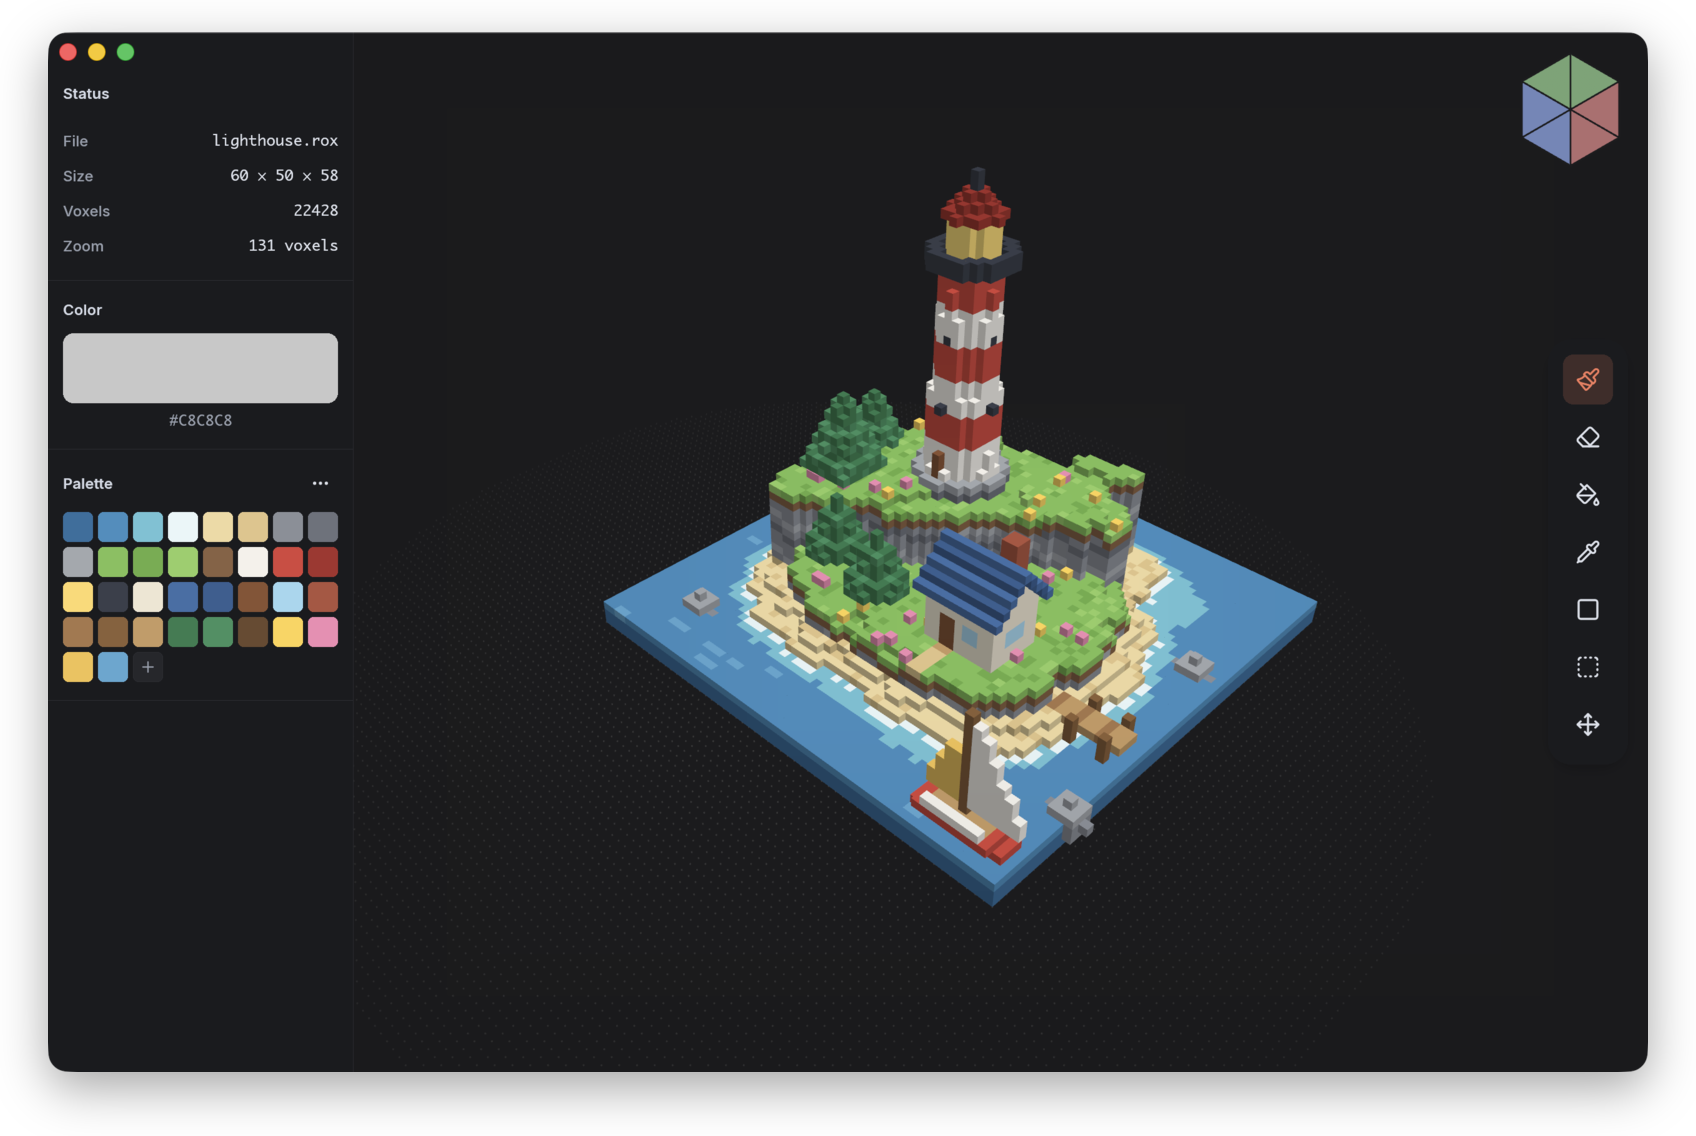 Status
File lighthouse.rox
Size 60 × 50 × 58
Voxels 22428
Zoom 131 voxels
Color
#C8C8C8
Palette